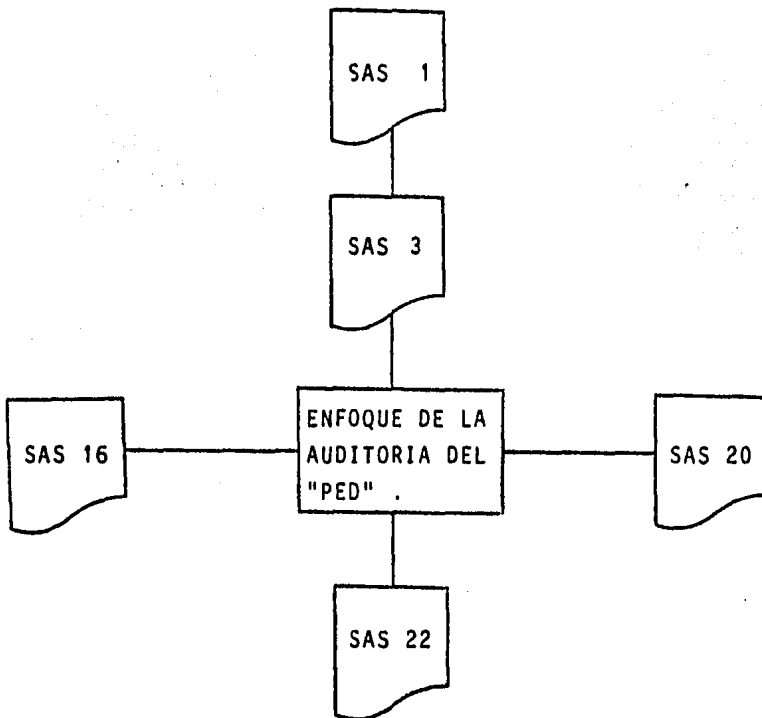 SAS 1
SAS 3
ENFOQUE DE LA
AUDITORIA DEL
"PED" .
SAS 16
SAS 20
SAS 22